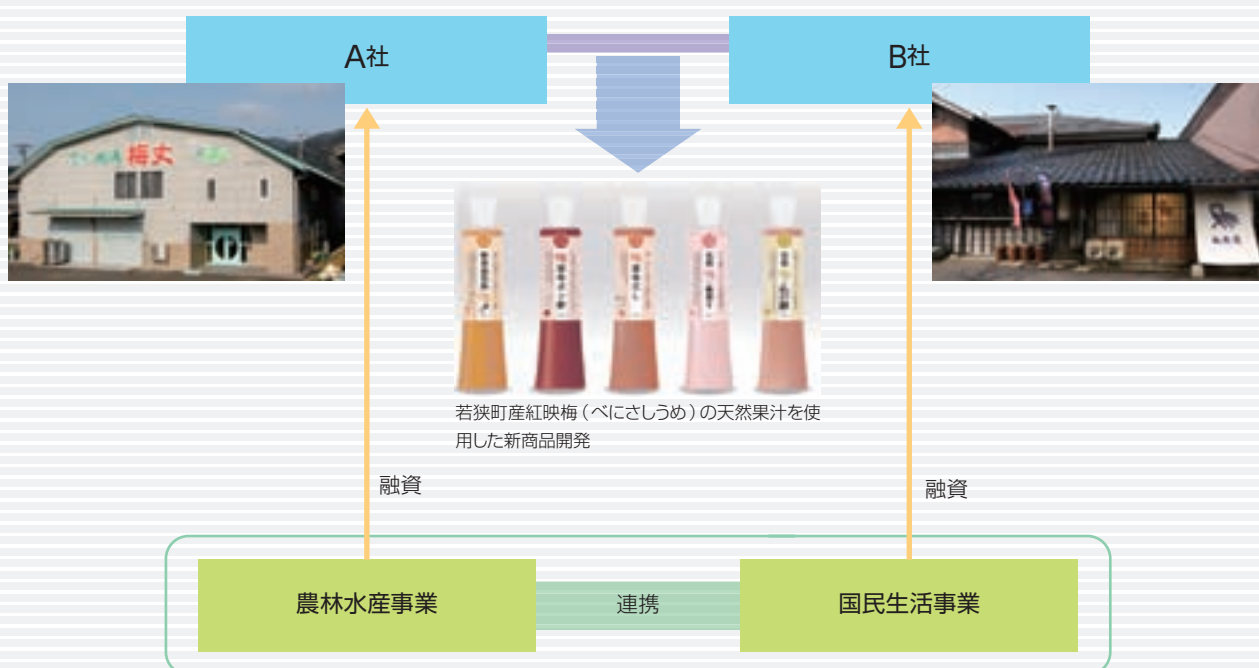 A社
B社
梅丈
若狭町産紅映梅（べにさしうめ）の天然果汁を使
用した新商品開発
融資
融資
農林水産事業
連携
国民生活事業